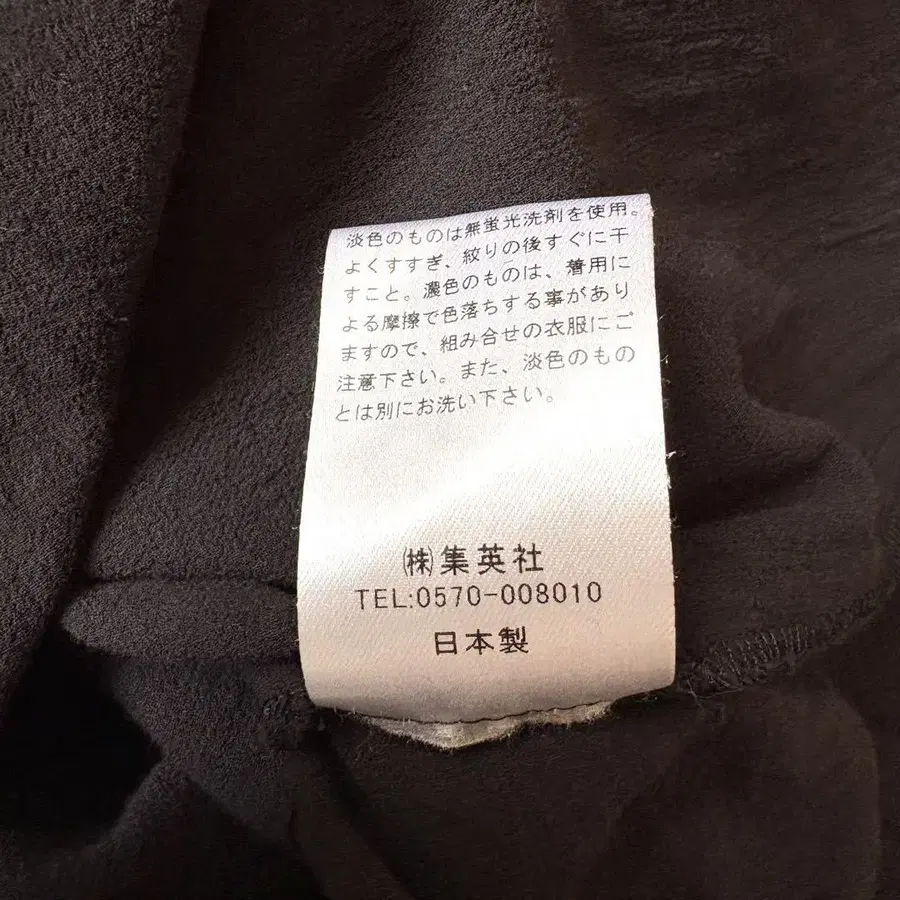 淡色のものは無蛍光洗剤を使用。
よくすすぎ、絞りの後すぐに干
すこと。濃色のものは、着用に
よる摩擦で色落ちする事があり
ますので、組み合せの衣服にご
注意下さい。また、淡色のもの
とは別にお洗い下さい。
㈱集英社
TEL:0570-008010
日本製